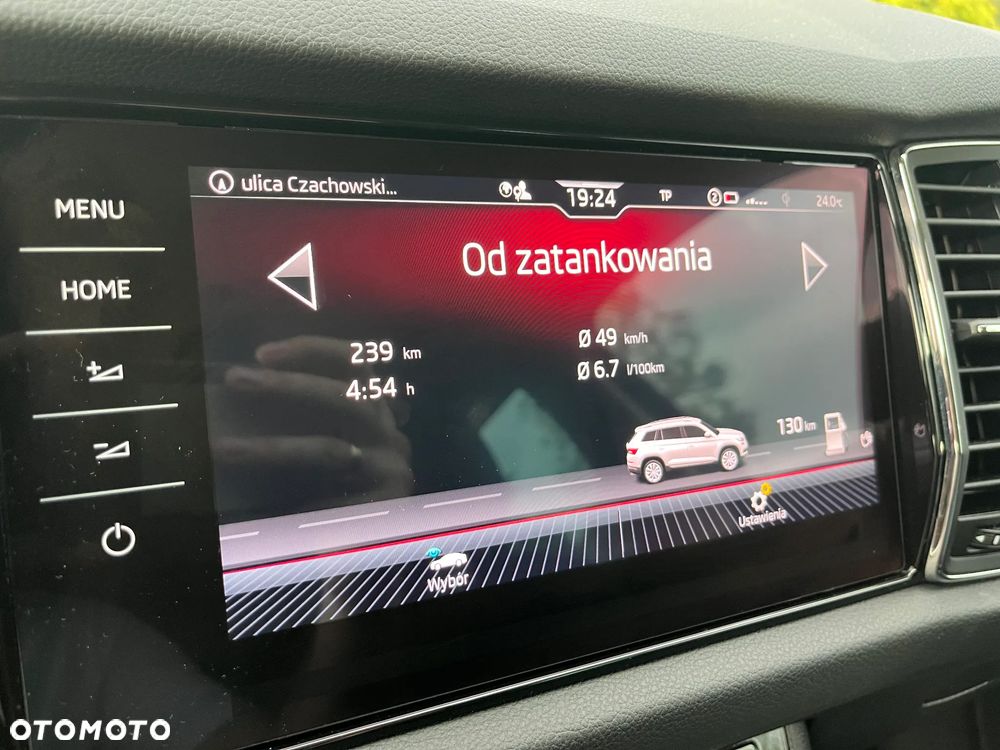 MENU
HOME
ulica Czachowski...
19:24
TP
2
24.0°C
Od zatankowania
239 km
4:54 h
Ø 49 km/h
Ø 6.7 l/100km
130 km
Wybór
Ustawienia
OTOMOTO